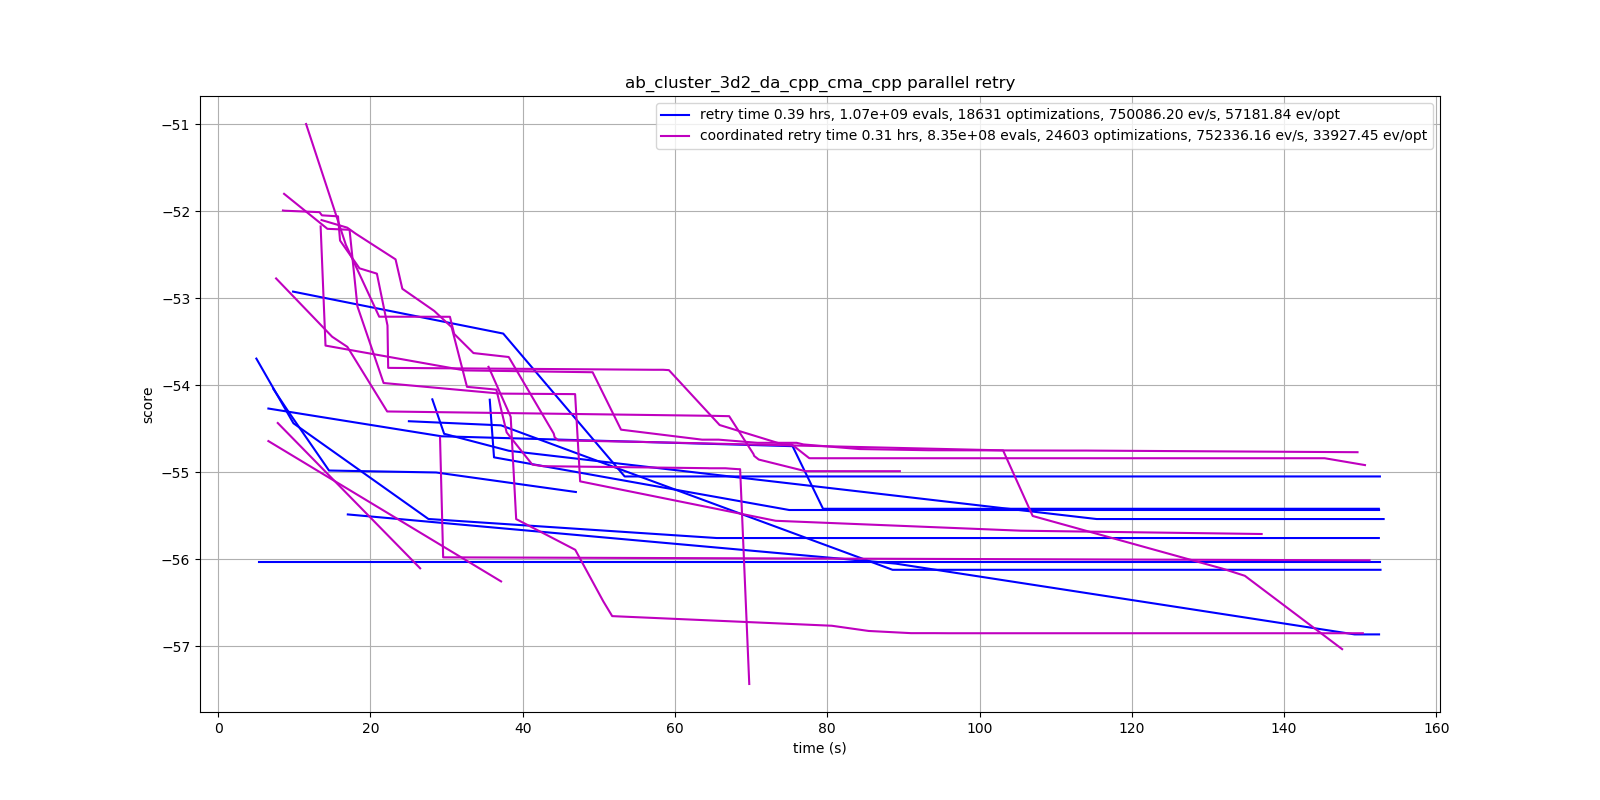 ab_cluster_3d2_da_cpp_cma_cpp parallel retry
retry time 0.39 hrs, 1.07e+09 evals, 18631 optimizations, 750086.20 ev/s, 57181.84 ev/opt
coordinated retry time 0.31 hrs, 8.35e+08 evals, 24603 optimizations, 752336.16 ev/s, 33927.45 ev/opt
−51
−52
−53
−54
−55
−56
−57
score
0 20 40 60 80 100 120 140 160
time (s)